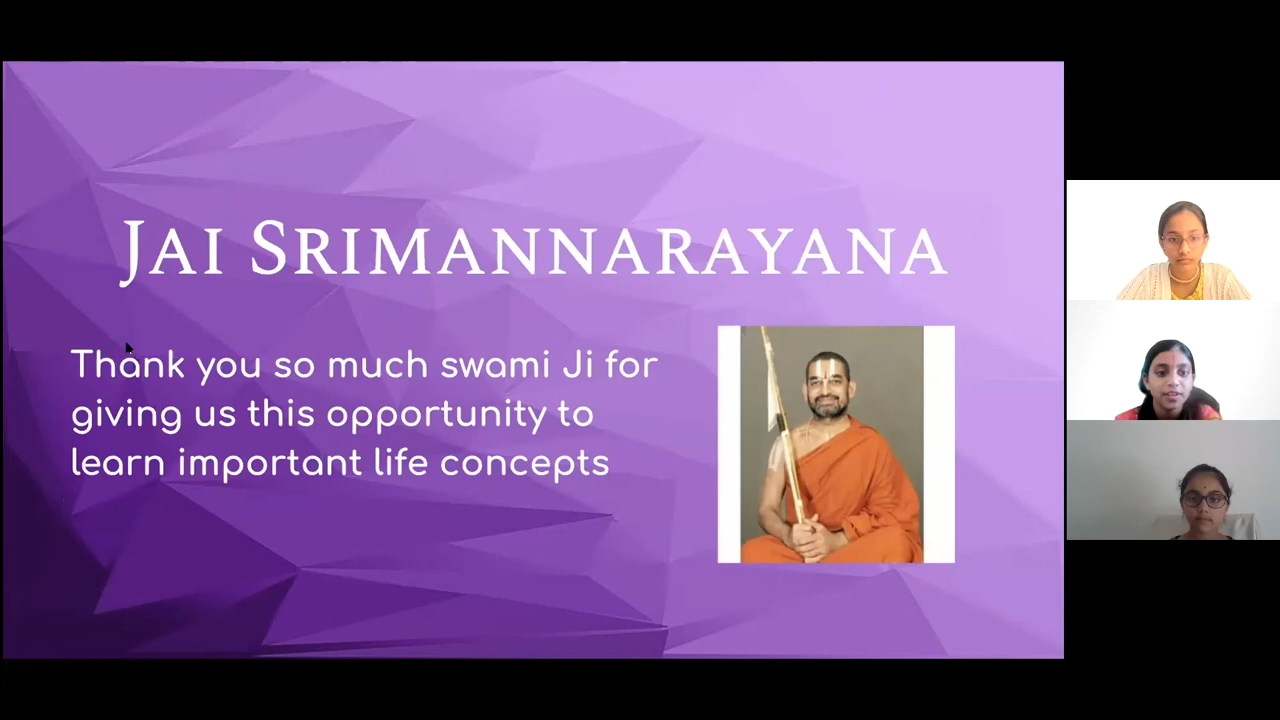 JAI SRIMANNARAYANA
Thank you so much swami Ji for
giving us this opportunity to
learn important life concepts